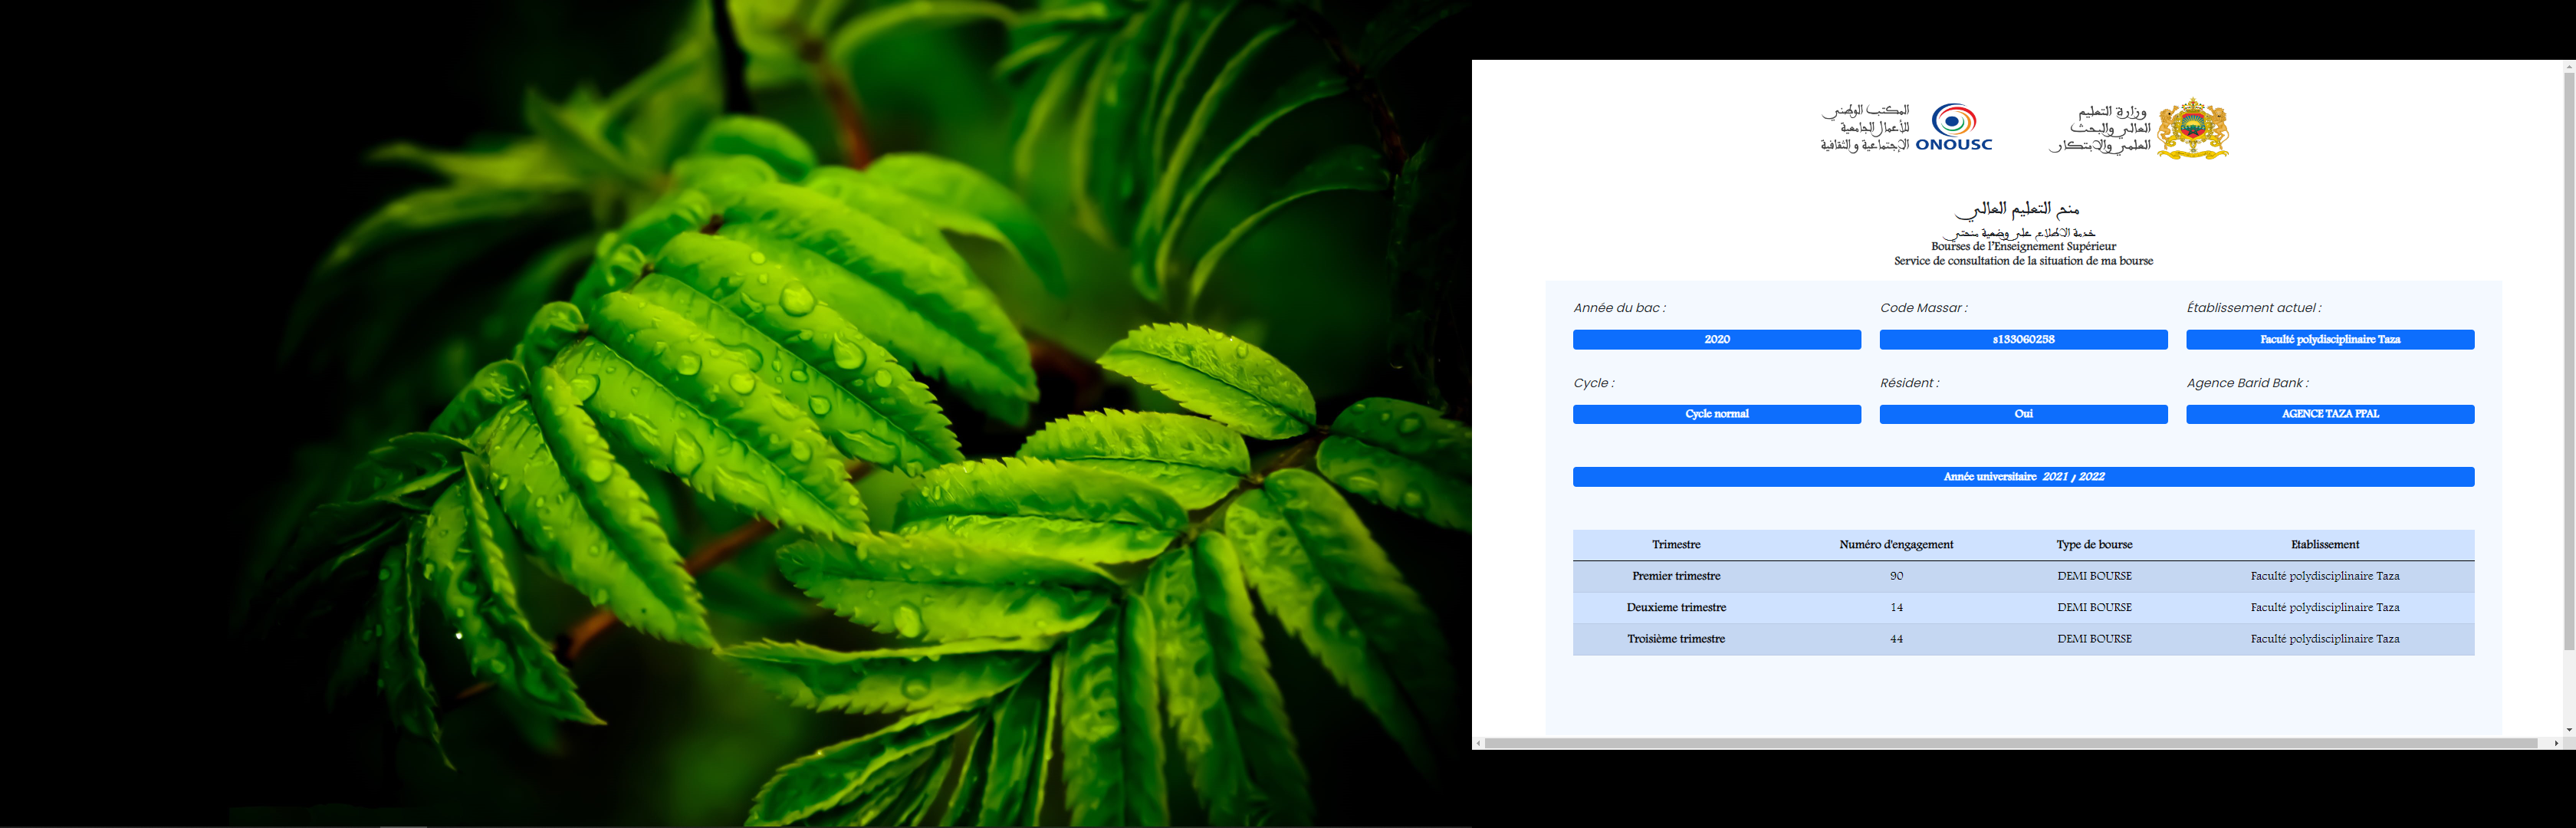 المكتب الوطني
للأعمال الجامعية
الإجتماعية و الثقافية
ONOUSC
وزارة التعليم
العالي والبحث
العلمي والابتكار
منح التعليم العالي
خدمة الاطلاع على وضعية منحتي
Bourses de l'Enseignement Supérieur
Service de consultation de la situation de ma bourse
Année du bac : Code Massar : Établissement actuel :
2020 s133060258 Faculté polydisciplinaire Taza
Cycle : Résident : Agence Barid Bank :
Cycle normal Oui AGENCE TAZA PPAL
Année universitaire 2021 / 2022
Trimestre Numéro d'engagement Type de bourse Etablissement
Premier trimestre 90 DEMI BOURSE Faculté polydisciplinaire Taza
Deuxieme trimestre 14 DEMI BOURSE Faculté polydisciplinaire Taza
Troisième trimestre 44 DEMI BOURSE Faculté polydisciplinaire Taza